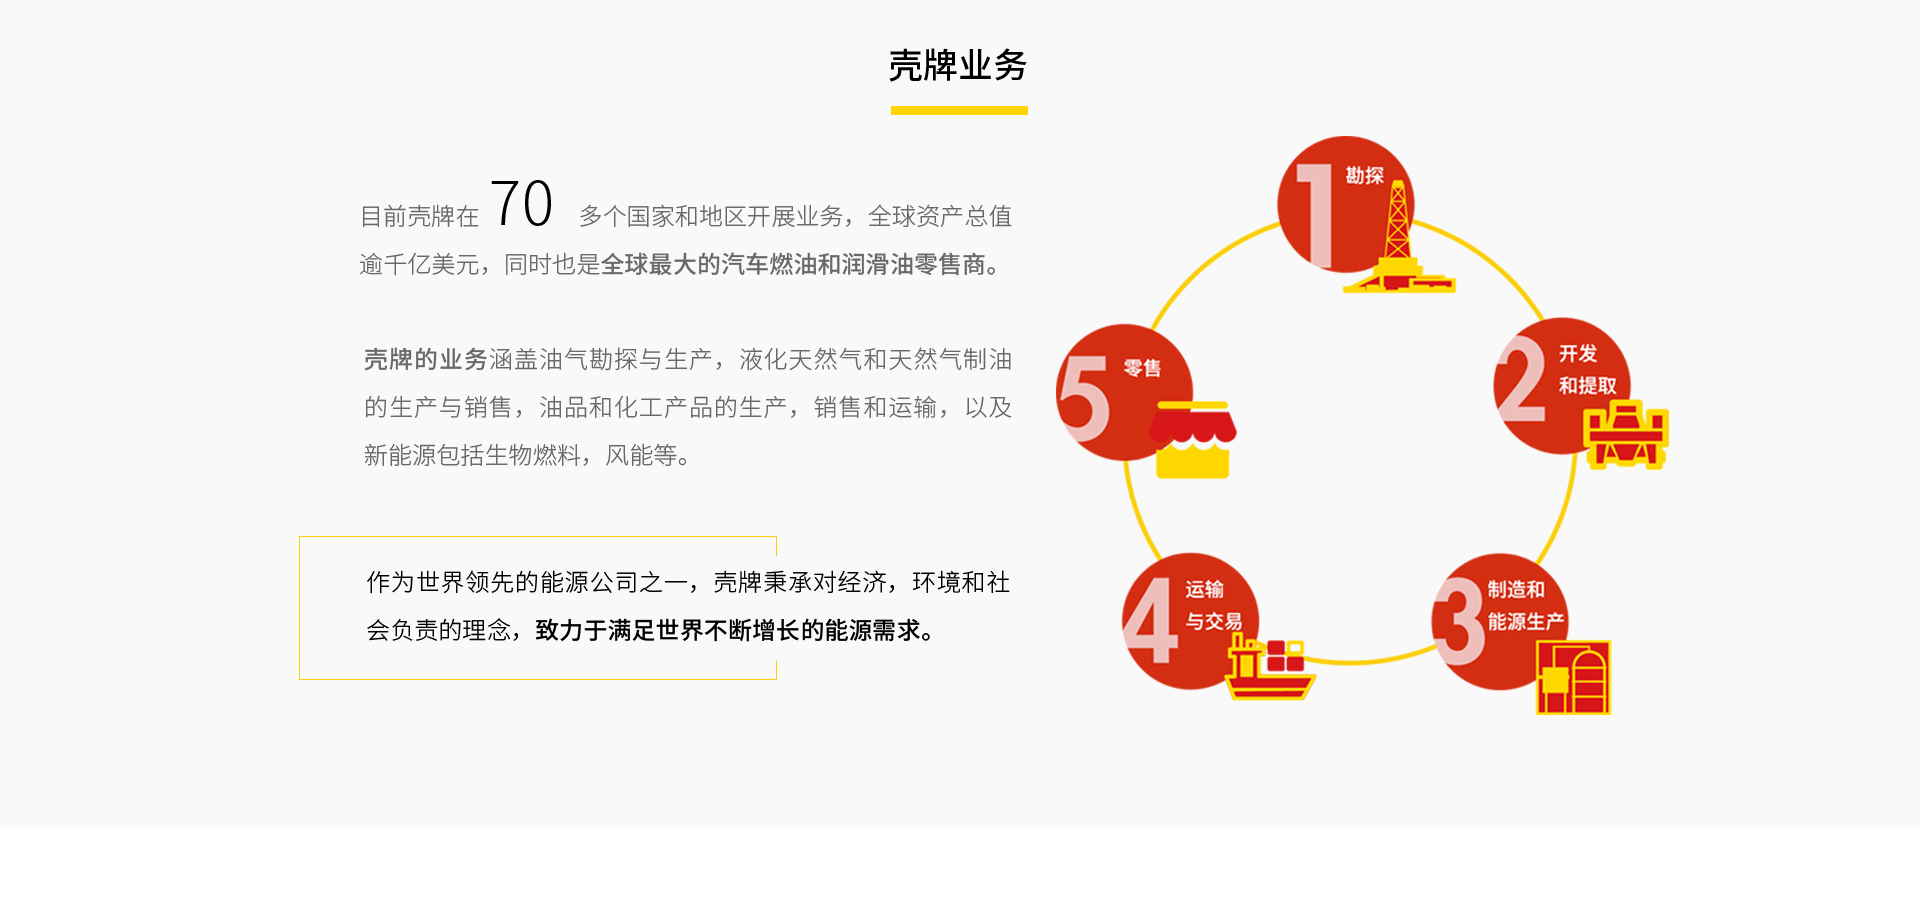 壳牌业务
目前壳牌在 70 多个国家和地区开展业务，全球资产总值
逾千亿美元，同时也是全球最大的汽车燃油和润滑油零售商。
壳牌的业务涵盖油气勘探与生产，液化天然气和天然气制油
的生产与销售，油品和化工产品的生产，销售和运输，以及
新能源包括生物燃料，风能等。
作为世界领先的能源公司之一，壳牌秉承对经济，环境和社
会负责的理念，致力于满足世界不断增长的能源需求。
1 勘探
2 开发
和提取
3 制造和
能源生产
4 运输
与交易
5 零售